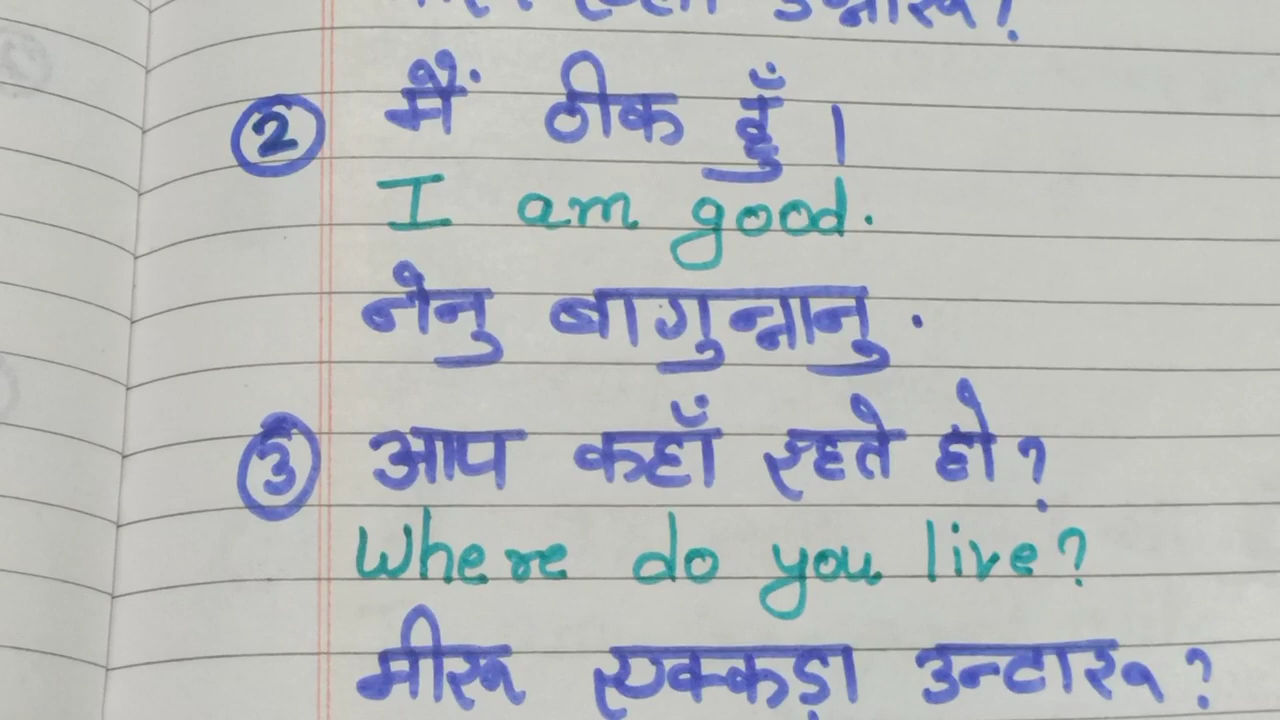 ② मैं ठीक हूँ।
I am good.
नेनु बागुन्नानु.
③ आप कहाँ रहते हो?
Where do you live?
मीरू एक्कड़ा उन्टारू?